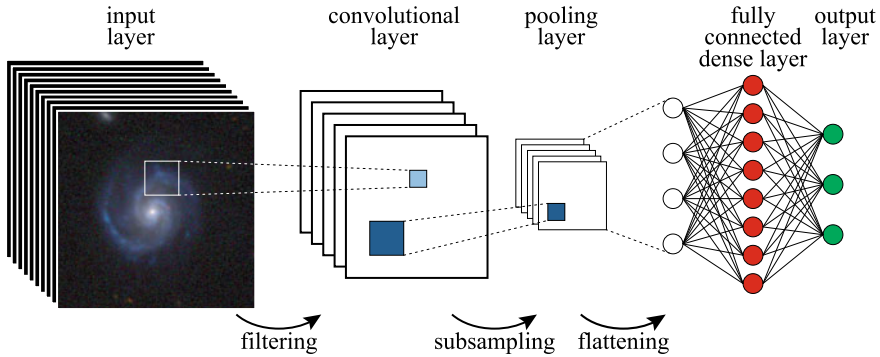 input
layer
convolutional
layer
pooling
layer
fully
connected
dense layer
output
layer
filtering
subsampling
flattening